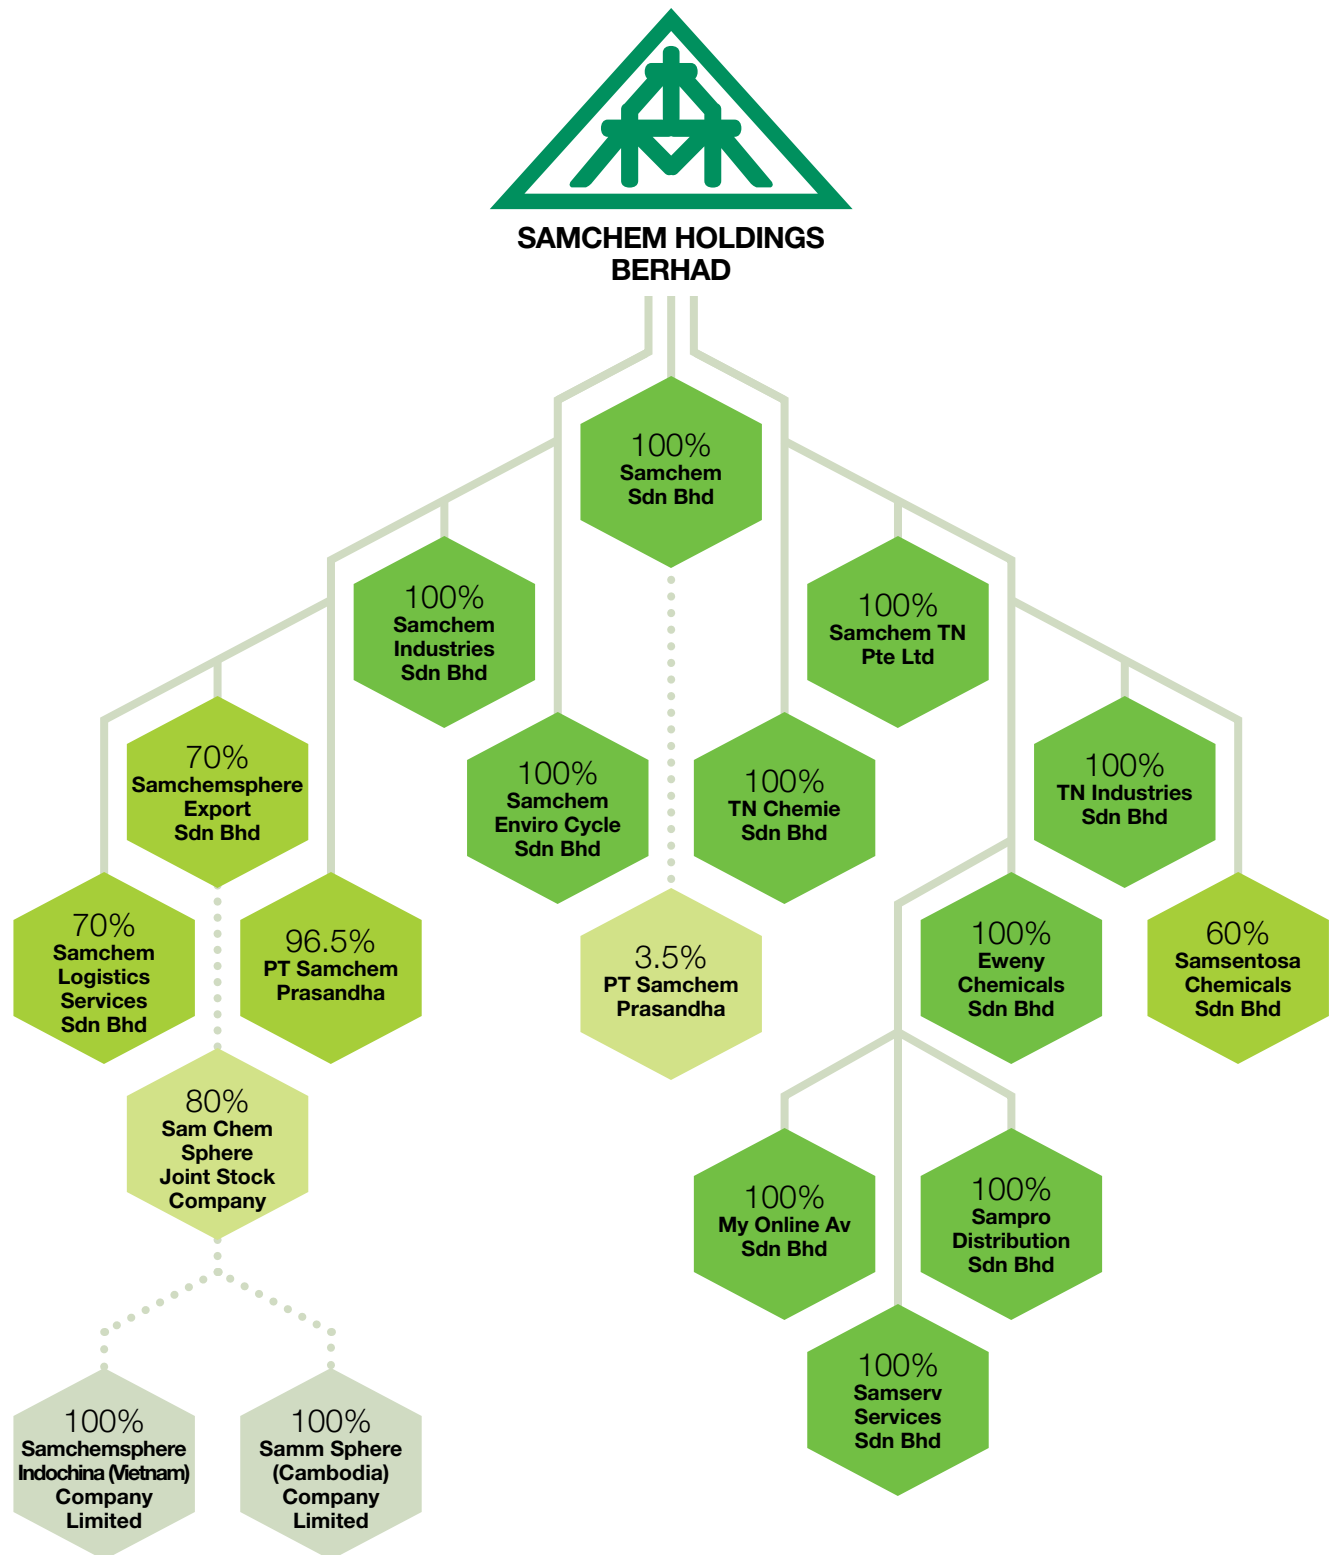 SAMCHEM HOLDINGS
BERHAD
100%
Samchem
Sdn Bhd
100%
Samchem
Industries
Sdn Bhd
100%
Samchem TN
Pte Ltd
70%
Samchemsphere
Export
Sdn Bhd
100%
Samchem
Enviro Cycle
Sdn Bhd
100%
TN Chemie
Sdn Bhd
100%
TN Industries
Sdn Bhd
70%
Samchem
Logistics
Services
Sdn Bhd
96.5%
PT Samchem
Prasandha
3.5%
PT Samchem
Prasandha
100%
Eweny
Chemicals
Sdn Bhd
60%
Samsentosa
Chemicals
Sdn Bhd
80%
Sam Chem
Sphere
Joint Stock
Company
100%
My Online Av
Sdn Bhd
100%
Sampro
Distribution
Sdn Bhd
100%
Samserv
Services
Sdn Bhd
100%
Samchemsphere
Indochina (Vietnam)
Company
Limited
100%
Samm Sphere
(Cambodia)
Company
Limited